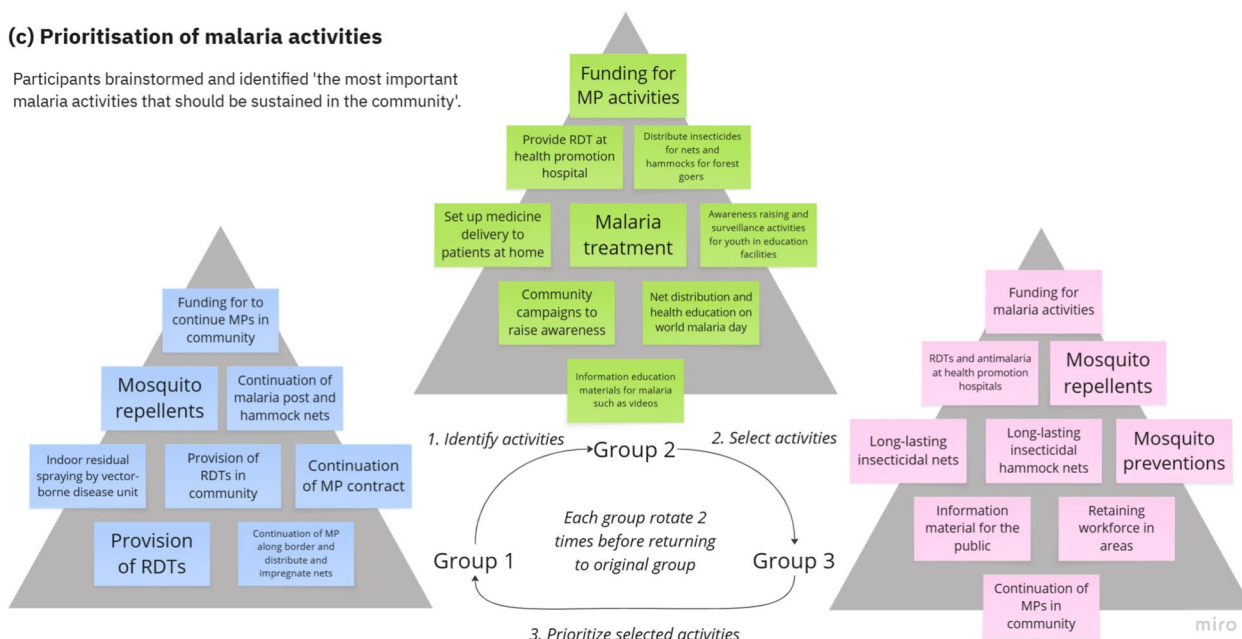 (c) Prioritisation of malaria activities
Participants brainstormed and identified 'the most important
malaria activities that should be sustained in the community'.
Funding for
MP activities
Provide RDT at
health promotion
hospital
Distribute insecticides
for nets and
hammocks for forest
goers
Set up medicine
delivery to
patients at home
Malaria
treatment
Awareness raising and
surveillance activities
for youth in education
facilities
Community
campaigns to
raise awareness
Net distribution and
health education on
world malaria day
Information education
materials for malaria
such as videos
Funding for to
continue MPs in
community
Mosquito
repellents
Continuation of
malaria post and
hammock nets
Indoor residual
spraying by vector-
borne disease unit
Provision of
RDTs in
community
Continuation
of MP contract
Provision
of RDTs
Continuation of MP
along border and
distribute and
impregnate nets
1. Identify activities
Group 2
2. Select activities
Each group rotate 2
times before returning
to original group
Group 1
Group 3
3. Prioritize selected activities
Funding for
malaria activities
RDTs and antimalaria
at health promotion
hospitals
Mosquito
repellents
Long-lasting
insecticidal nets
Long-lasting
insecticidal
hammock nets
Mosquito
preventions
Information
material for the
public
Retaining
workforce in
areas
Continuation of
MPs in
community
miro